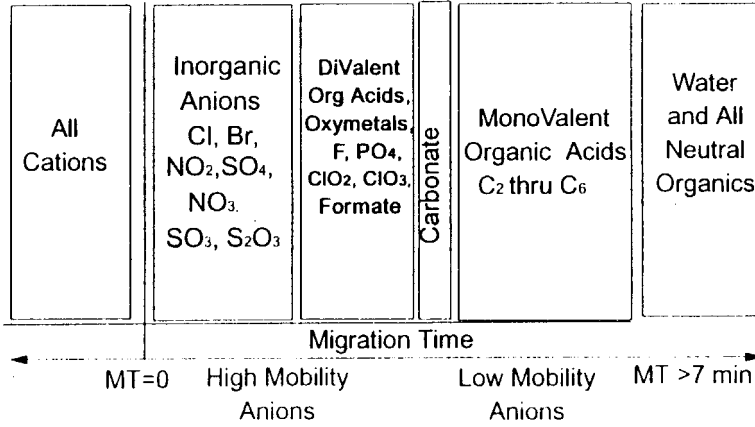 All
Cations
Inorganic
Anions
Cl, Br,
NO₂,SO₄,
NO₃.
SO₃, S₂O₃
DiValent
Org Acids,
Oxymetals,
F, PO₄,
ClO₂, ClO₃,
Formate
Carbonate
MonoValent
Organic Acids
C₂ thru C₆
Water
and All
Neutral
Organics
Migration Time
MT=0
High Mobility
Anions
Low Mobility
Anions
MT >7 min